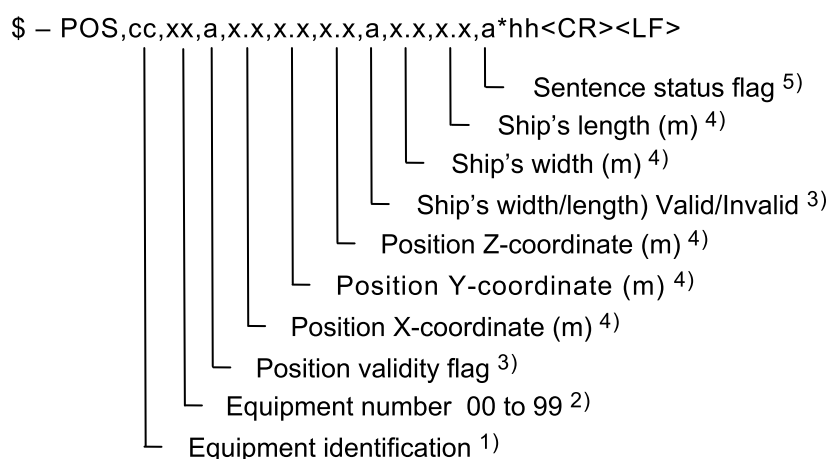 $ – POS,cc,xx,a,x.x,x.x,x.x,a,x.x,x.x,a*hh<CR><LF>
Sentence status flag 5)
Ship's length (m) 4)
Ship's width (m) 4)
Ship's width/length) Valid/Invalid 3)
Position Z-coordinate (m) 4)
Position Y-coordinate (m) 4)
Position X-coordinate (m) 4)
Position validity flag 3)
Equipment number 00 to 99 2)
Equipment identification 1)